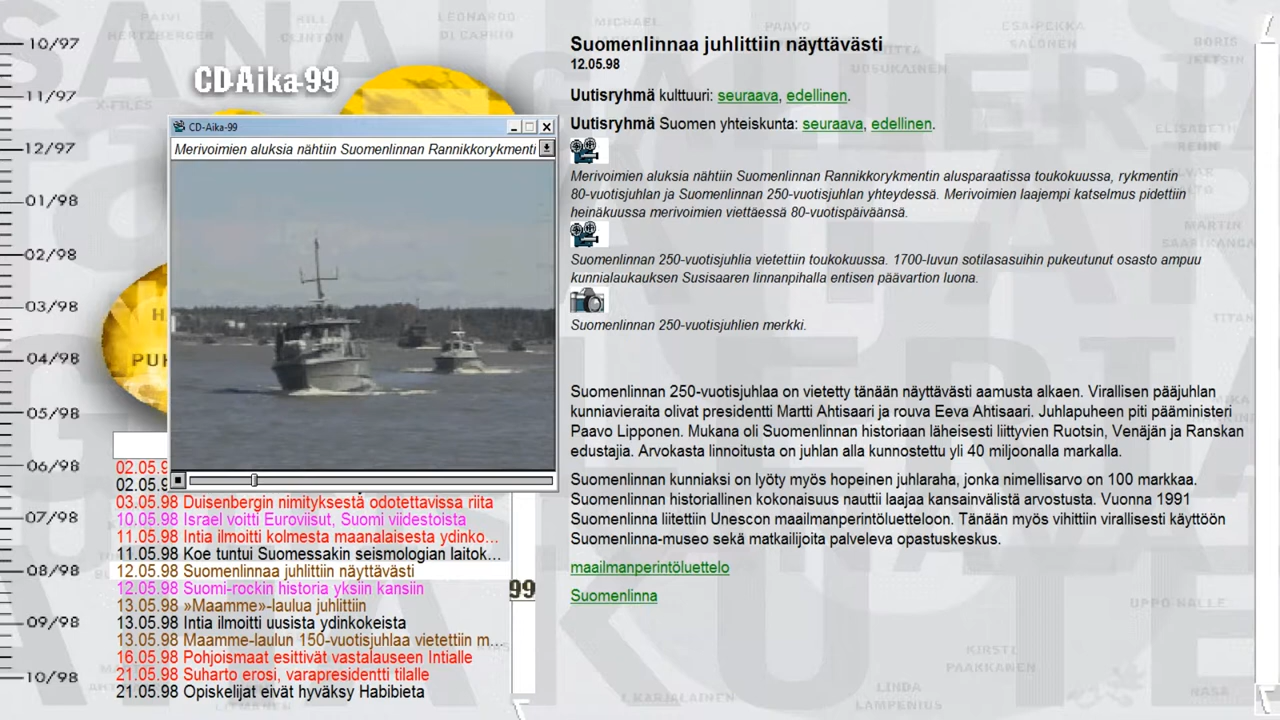 10/97
11/97
12/97
01/98
02/98
03/98
04/98
05/98
06/98
07/98
08/98
09/98
10/98
CD-Aika-99
CD-Aika-99
Merivoimien aluksia nähtiin Suomenlinnan Rannikkorykmenti
02.05.9
02.05.9
03.05.98 Duisenbergin nimityksestä odotettavissa riita
10.05.98 Israel voitti Euroviisut, Suomi viidestoista
11.05.98 Intia ilmoitti kolmesta maanalaisesta ydinko...
11.05.98 Koe tuntui Suomessakin seismologian laitok...
12.05.98 Suomenlinnaa juhlittiin näyttävästi
12.05.98 Suomi-rockin historia yksiin kansiin
13.05.98 »Maamme»-laulua juhlittiin
13.05.98 Intia ilmoitti uusista ydinkokeista
13.05.98 Maamme-laulun 150-vuotisjuhlaa vietettiin m...
16.05.98 Pohjoismaat esittivät vastalauseen Intialle
21.05.98 Suharto erosi, varapresidentti tilalle
21.05.98 Opiskelijat eivät hyväksy Habibieta
99
Suomenlinnaa juhlittiin näyttävästi
12.05.98
Uutisryhmä kulttuuri: seuraava, edellinen.
Uutisryhmä Suomen yhteiskunta: seuraava, edellinen.
Merivoimien aluksia nähtiin Suomenlinnan Rannikkorykmentin alusparaatissa toukokuussa, rykmentin
80-vuotisjuhlan ja Suomenlinnan 250-vuotisjuhlan yhteydessä. Merivoimien laajempi katselmus pidettiin
heinäkuussa merivoimien viettäessä 80-vuotispäiväänsä.
Suomenlinnan 250-vuotisjuhlia vietettiin toukokuussa. 1700-luvun sotilasasuihin pukeutunut osasto ampuu
kunnialaukauksen Susisaaren linnanpihalla entisen päävartion luona.
Suomenlinnan 250-vuotisjuhlien merkki.
Suomenlinnan 250-vuotisjuhlaa on vietetty tänään näyttävästi aamusta alkaen. Virallisen pääjuhlan
kunniavieraita olivat presidentti Martti Ahtisaari ja rouva Eeva Ahtisaari. Juhlapuheen piti pääministeri
Paavo Lipponen. Mukana oli Suomenlinnan historiaan läheisesti liittyvien Ruotsin, Venäjän ja Ranskan
edustajia. Arvokasta linnoitusta on juhlan alla kunnostettu yli 40 miljoonalla markalla.
Suomenlinnan kunniaksi on lyöty myös hopeinen juhlaraha, jonka nimellisarvo on 100 markkaa.
Suomenlinnan historiallinen kokonaisuus nauttii laajaa kansainvälistä arvostusta. Vuonna 1991
Suomenlinna liitettiin Unescon maailmanperintöluetteloon. Tänään myös vihittiin virallisesti käyttöön
Suomenlinna-museo sekä matkailijoita palveleva opastuskeskus.
maailmanperintöluettelo
Suomenlinna